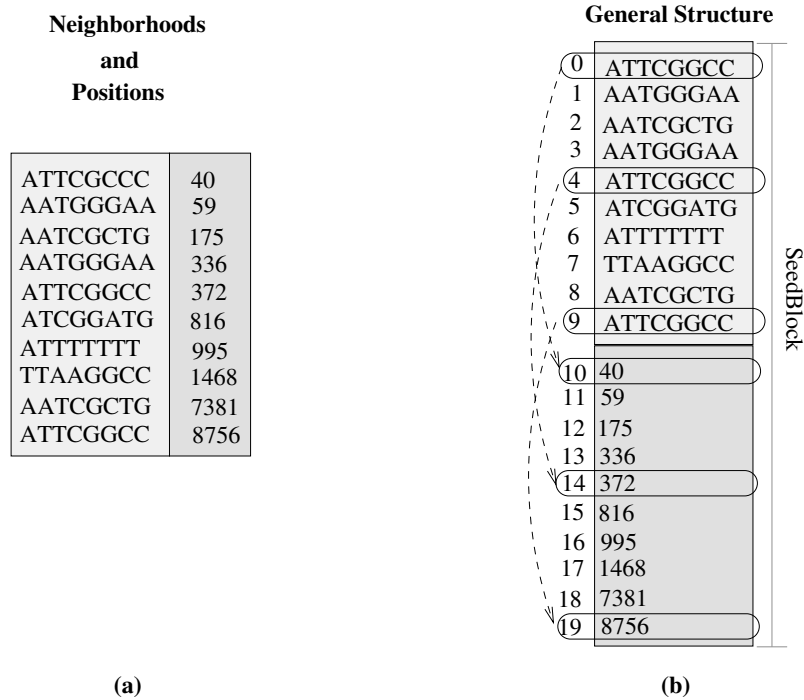 Neighborhoods
and
Positions
ATTCGCCC 40
AATGGGAA 59
AATCGCTG 175
AATGGGAA 336
ATTCGGCC 372
ATCGGATG 816
ATTTTTTT 995
TTAAGGCC 1468
AATCGCTG 7381
ATTCGGCC 8756
(a)
General Structure
0 ATTCGGCC
1 AATGGGAA
2 AATCGCTG
3 AATGGGAA
4 ATTCGGCC
5 ATCGGATG
6 ATTTTTTT
7 TTAAGGCC
8 AATCGCTG
9 ATTCGGCC
10 40
11 59
12 175
13 336
14 372
15 816
16 995
17 1468
18 7381
19 8756
SeedBlock
(b)